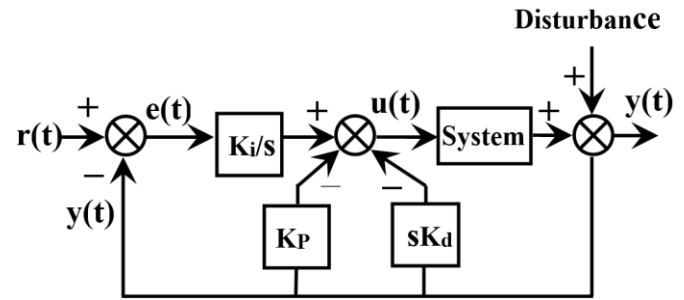 Disturbance
+
+ e(t) + u(t) + y(t)
r(t) Ki/s System
− − −
y(t) KP sKd